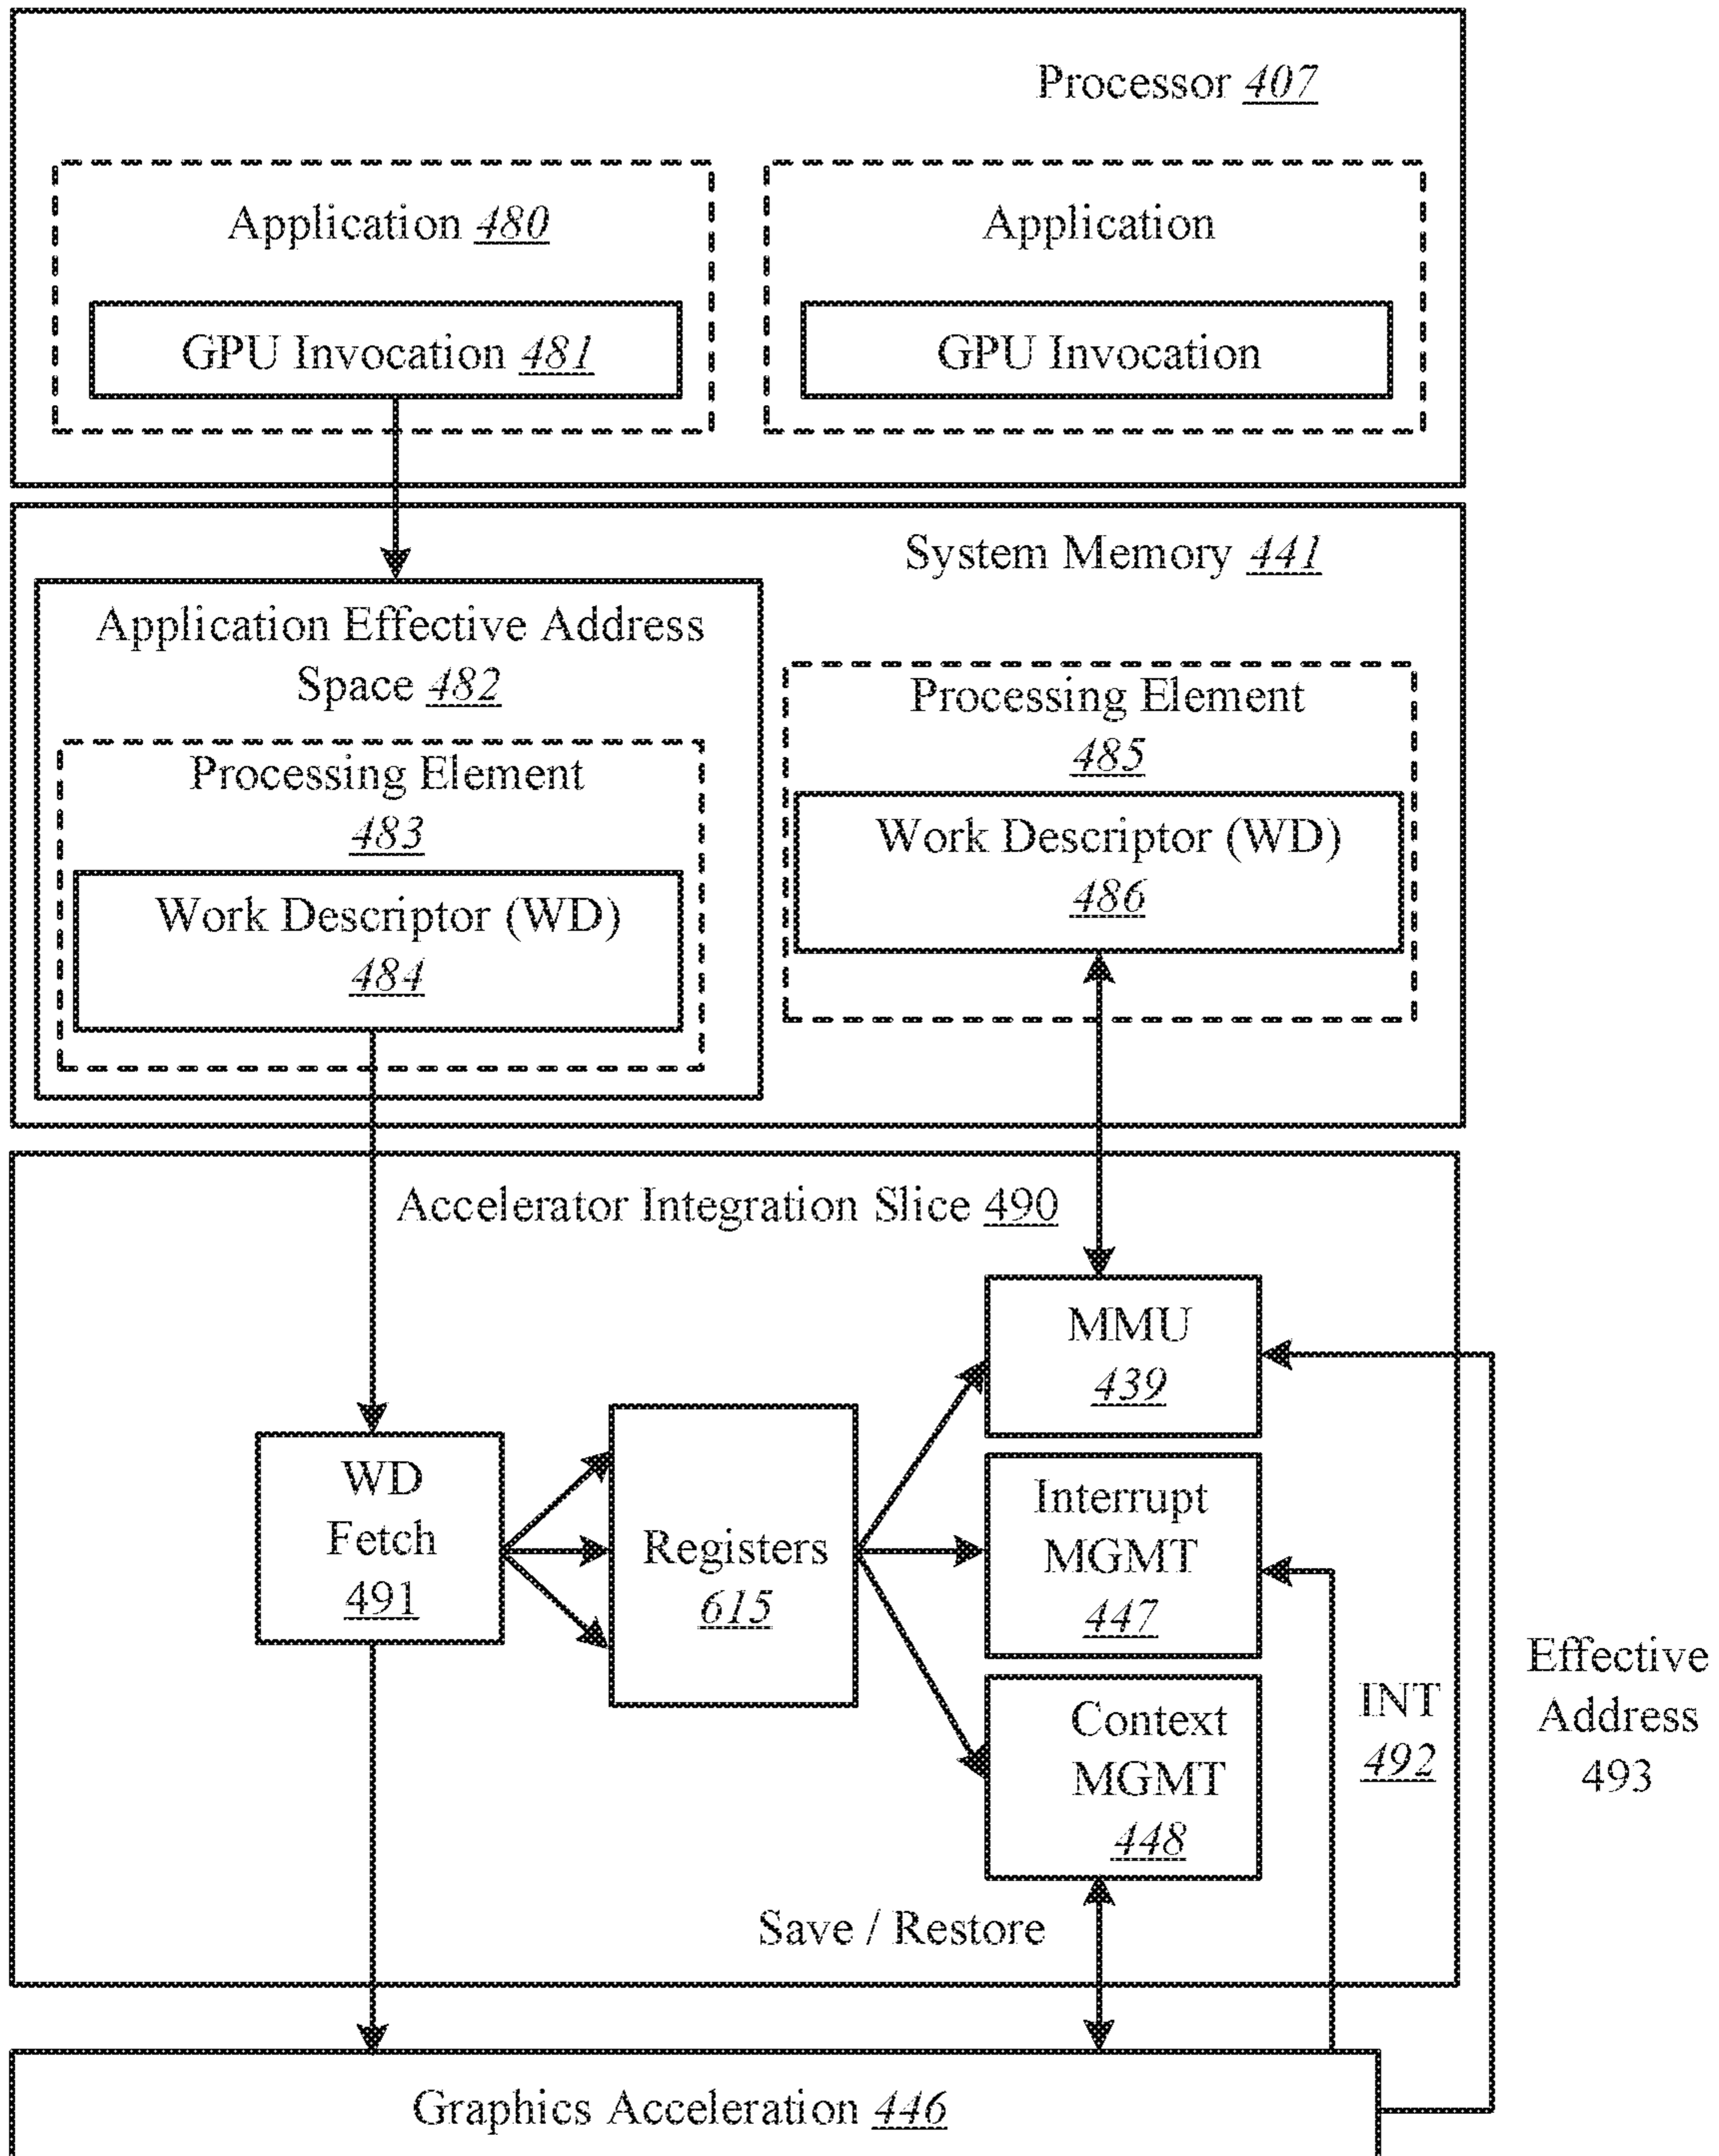 Processor 407
Application 480
Application
GPU Invocation 481
GPU Invocation
System Memory 441
Application Effective Address
Space 482
Processing Element
483
Work Descriptor (WD)
484
Processing Element
485
Work Descriptor (WD)
486
Accelerator Integration Slice 490
MMU
439
WD
Fetch
491
Registers
615
Interrupt
MGMT
447
Context
MGMT
448
INT
492
Effective
Address
493
Save / Restore
Graphics Acceleration 446